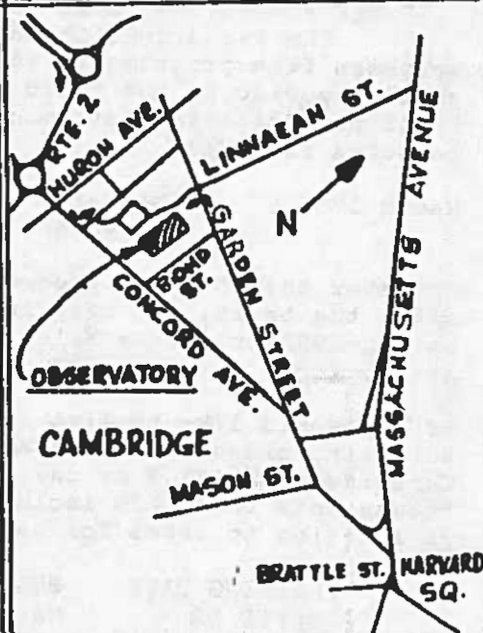 RTE. 2
HURON AVE.
LINNAEAN ST.
MASSACHUSETTS AVENUE
N
GARDEN STREET
BOND ST.
CONCORD AVE.
OBSERVATORY
CAMBRIDGE
MASON ST.
BRATTLE ST.
HARVARD SQ.